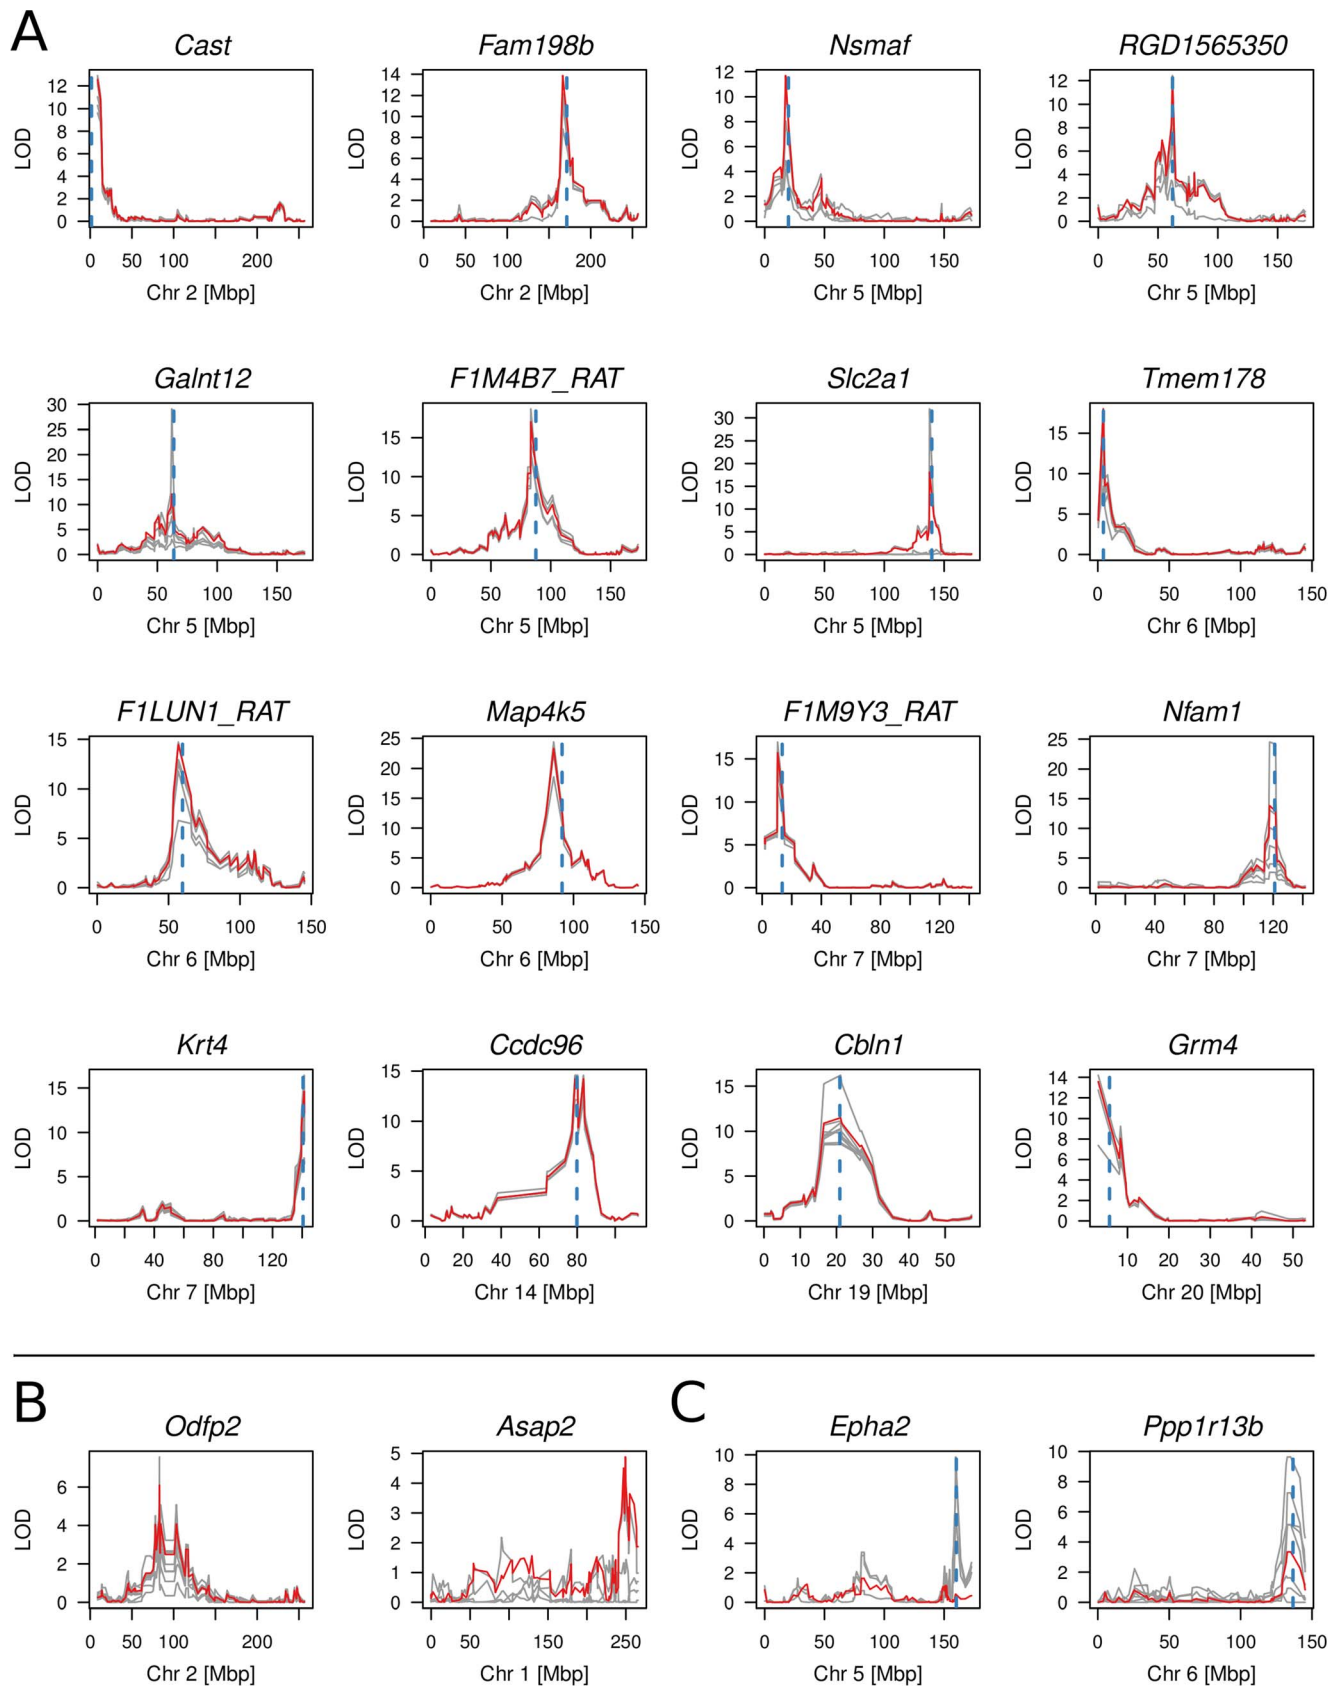 A
Cast Fam198b Nsmaf RGD1565350
LOD 0 2 4 6 8 10 12
LOD 0 2 4 6 8 10 12 14
LOD 0 2 4 6 8 10 12
LOD 0 2 4 6 8 10 12
0 50 100 200
0 50 100 200
0 50 100 150
0 50 100 150
Chr 2 [Mbp] Chr 2 [Mbp] Chr 5 [Mbp] Chr 5 [Mbp]
Galnt12 F1M4B7_RAT Slc2a1 Tmem178
LOD 0 5 10 15 20 25 30
LOD 0 5 10 15
LOD 0 5 10 15 20 25 30
LOD 0 5 10 15
0 50 100 150
0 50 100 150
0 50 100 150
0 50 100 150
Chr 5 [Mbp] Chr 5 [Mbp] Chr 5 [Mbp] Chr 6 [Mbp]
F1LUN1_RAT Map4k5 F1M9Y3_RAT Nfam1
LOD 0 5 10 15
LOD 0 5 10 15 20 25
LOD 0 5 10 15
LOD 0 5 10 15 20 25
0 50 100 150
0 50 100 150
0 40 80 120
0 40 80 120
Chr 6 [Mbp] Chr 6 [Mbp] Chr 7 [Mbp] Chr 7 [Mbp]
Krt4 Ccdc96 Cbln1 Grm4
LOD 0 5 10 15
LOD 0 5 10 15
LOD 0 5 10 15
LOD 0 2 4 6 8 10 12 14
0 40 80 120
0 20 40 60 80
0 10 20 30 40 50
10 20 30 40 50
Chr 7 [Mbp] Chr 14 [Mbp] Chr 19 [Mbp] Chr 20 [Mbp]
B
Odfp2 Asap2
LOD 0 2 4 6
LOD 0 1 2 3 4 5
0 50 100 200
0 50 150 250
Chr 2 [Mbp] Chr 1 [Mbp]
C
Epha2 Ppp1r13b
LOD 0 2 4 6 8 10
LOD 0 2 4 6 8 10
0 50 100 150
0 50 100 150
Chr 5 [Mbp] Chr 6 [Mbp]